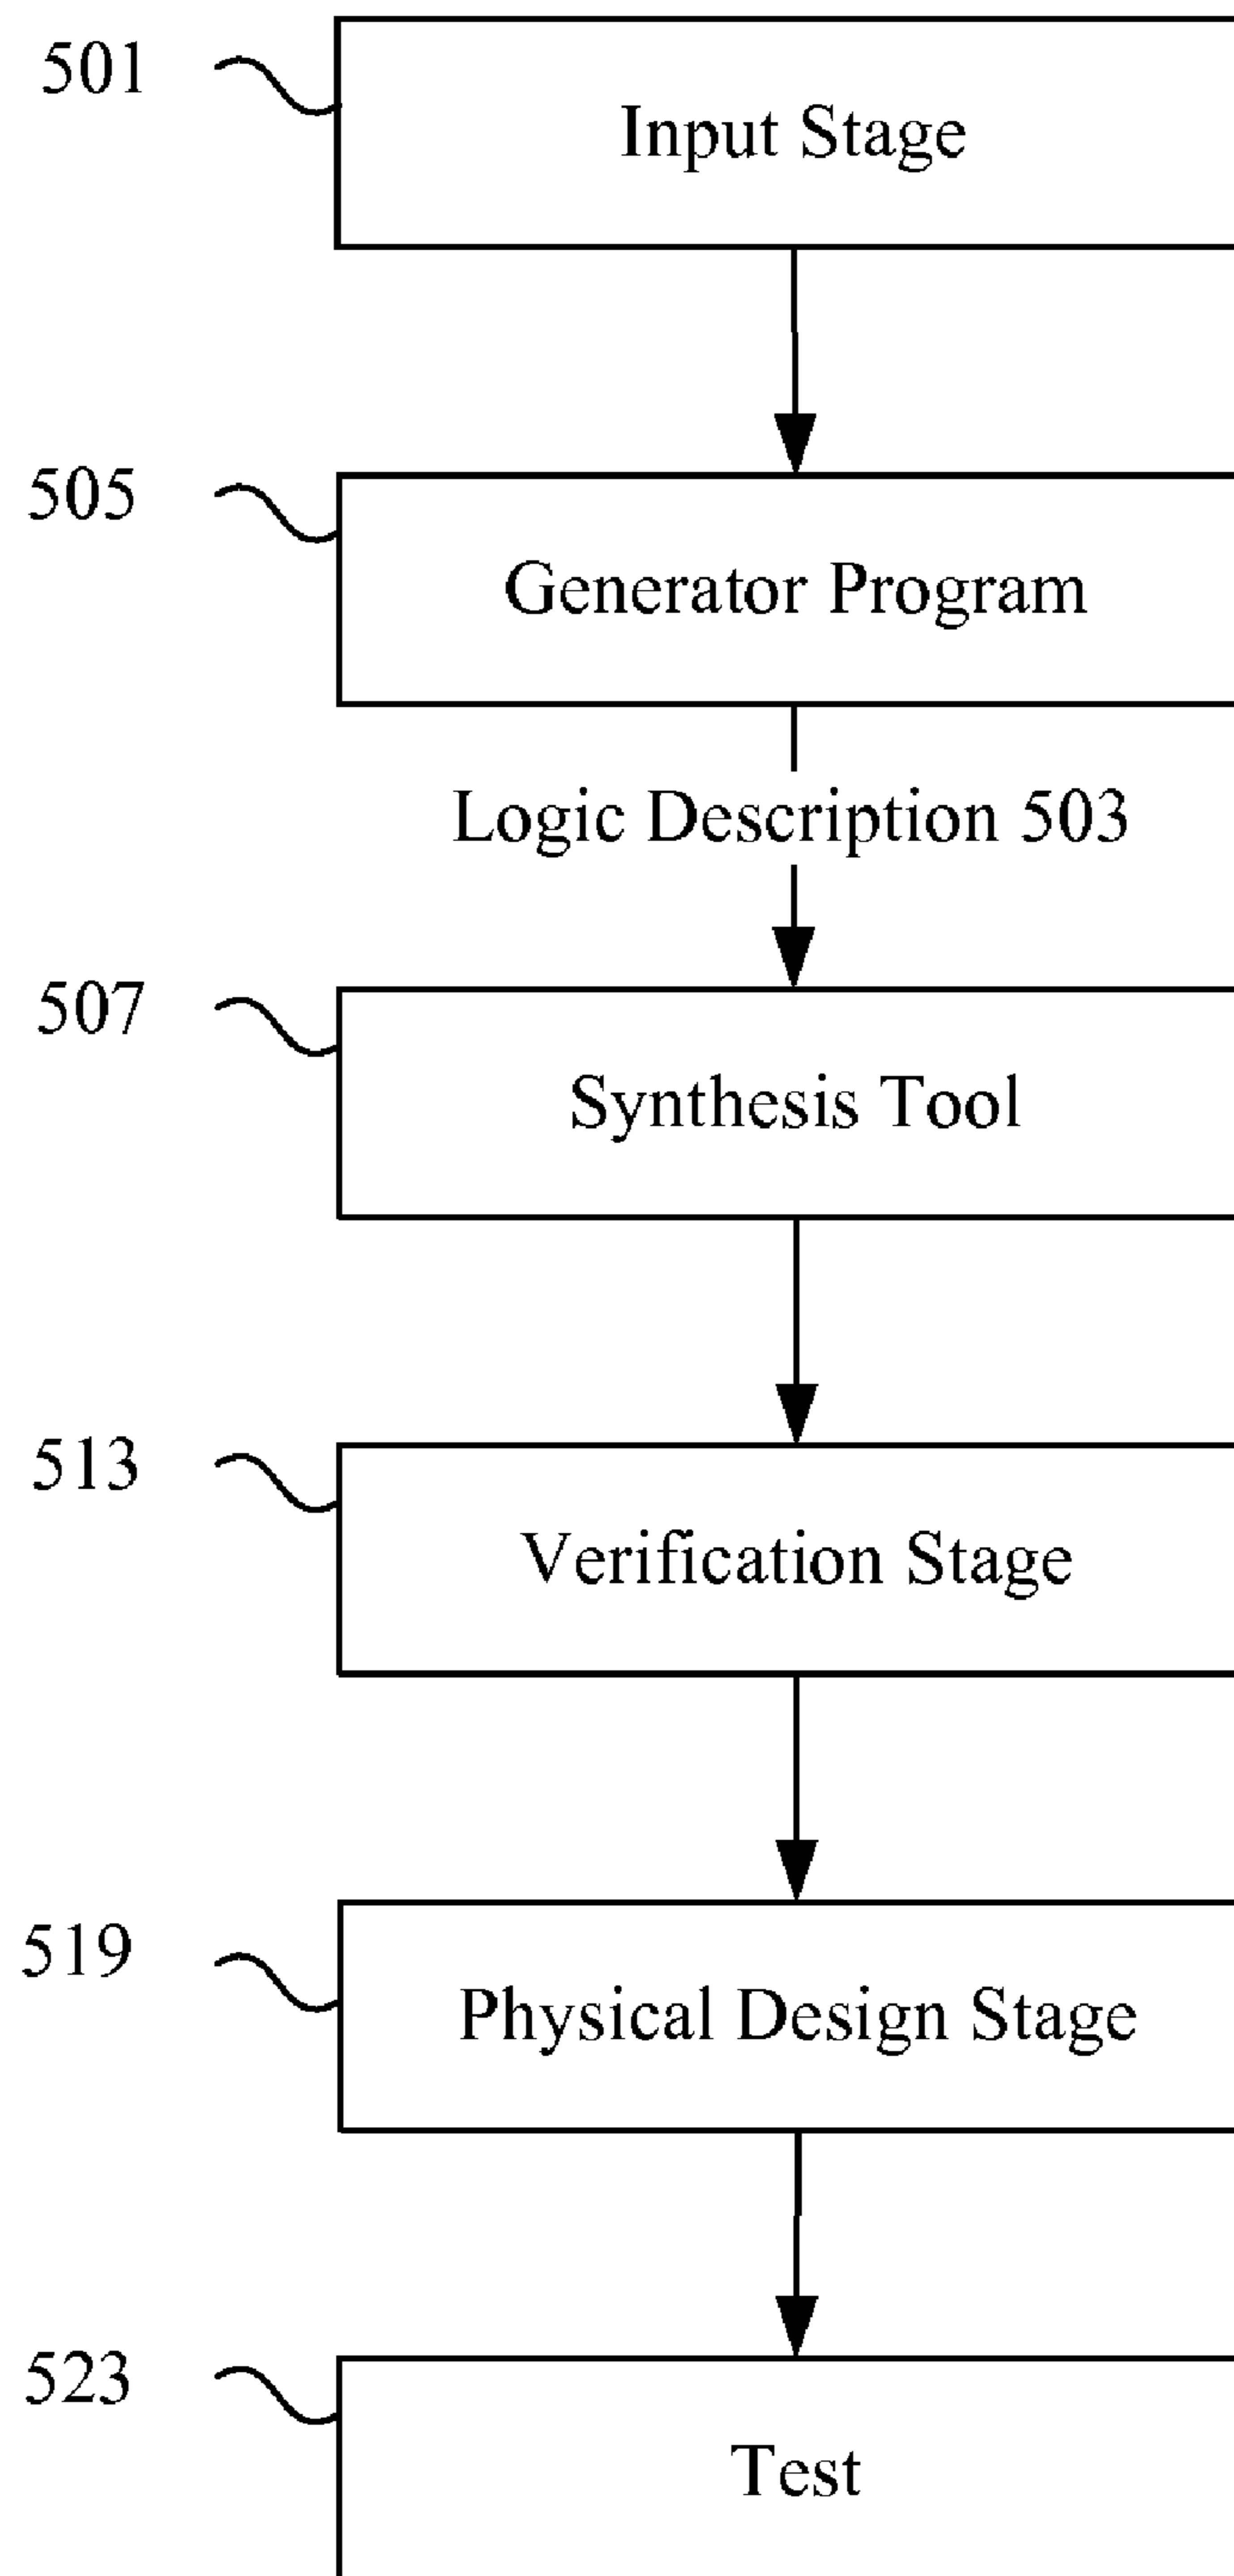 501
Input Stage
505
Generator Program
Logic Description 503
507
Synthesis Tool
513
Verification Stage
519
Physical Design Stage
523
Test